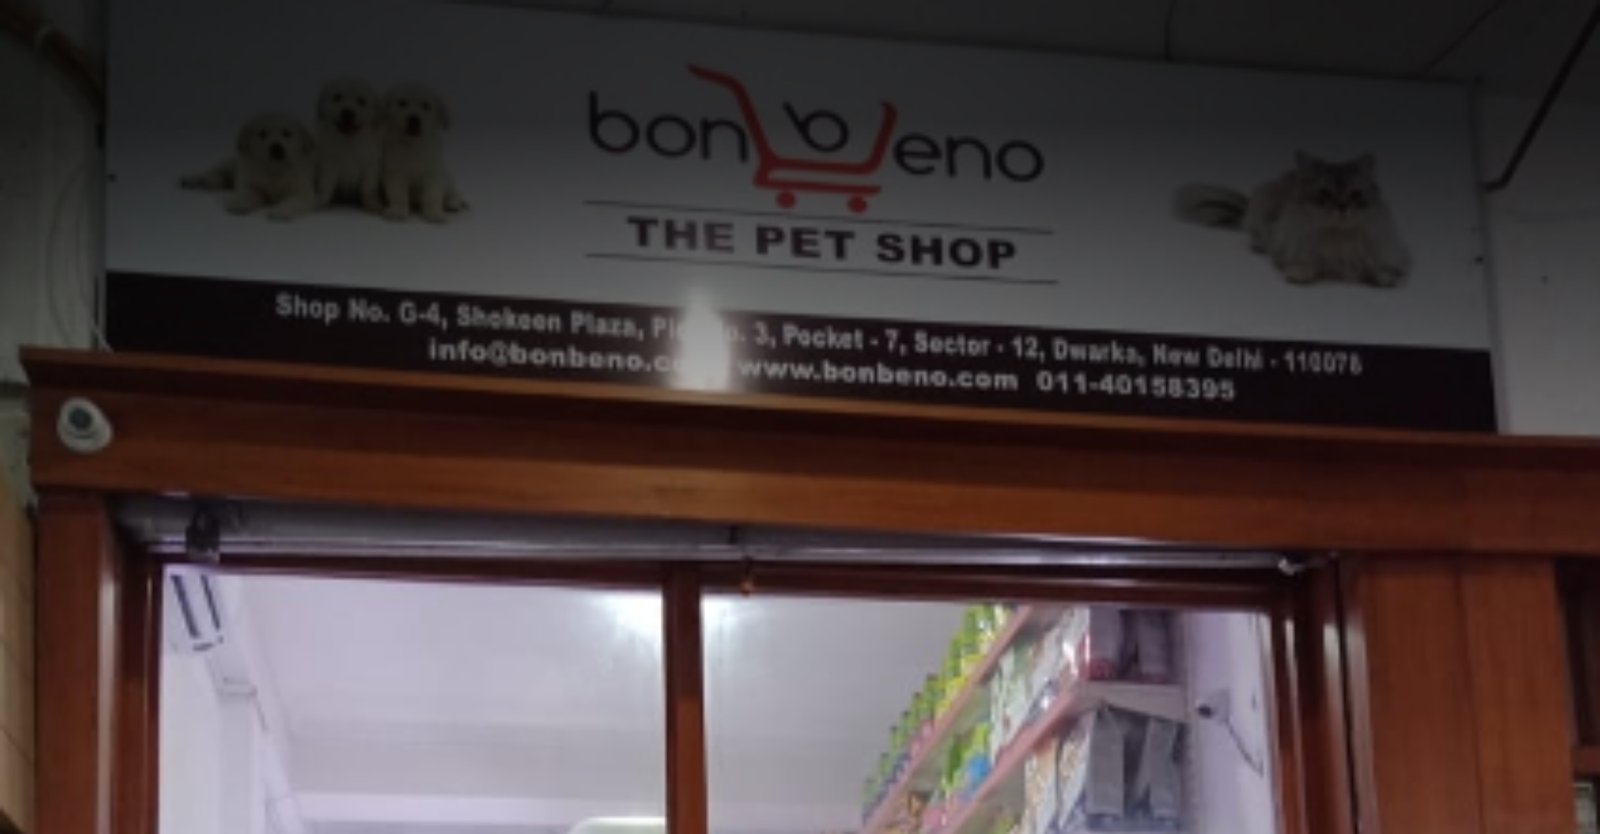 bonbeno
THE PET SHOP
Shop No. G-4, Shokeen Plaza, 3, Pocket - 7, Sector - 12, Dwarka, New Delhi - 110078
www.bonbeno.com 011-40158395